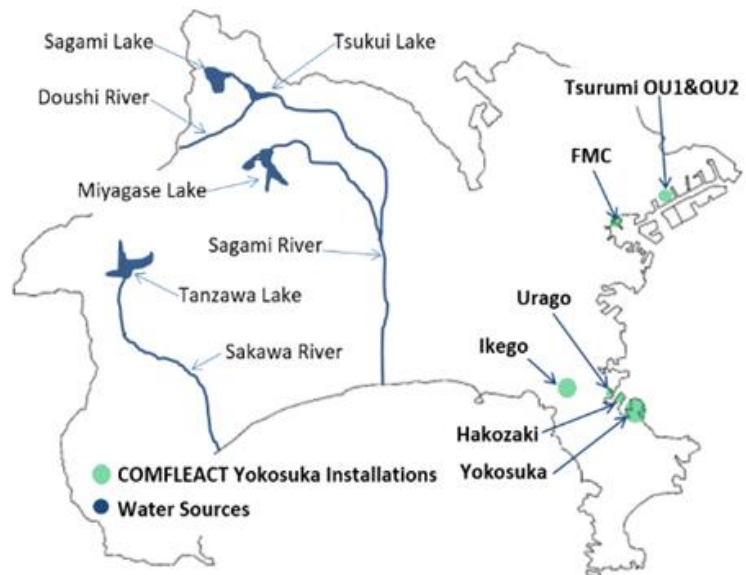 Sagami Lake
Tsukui Lake
Doushi River
Tsurumi OU1&OU2
FMC
Miyagase Lake
Sagami River
Tanzawa Lake
Urago
Ikego
Sakawa River
Hakozaki
Yokosuka
COMFLEACT Yokosuka Installations
Water Sources